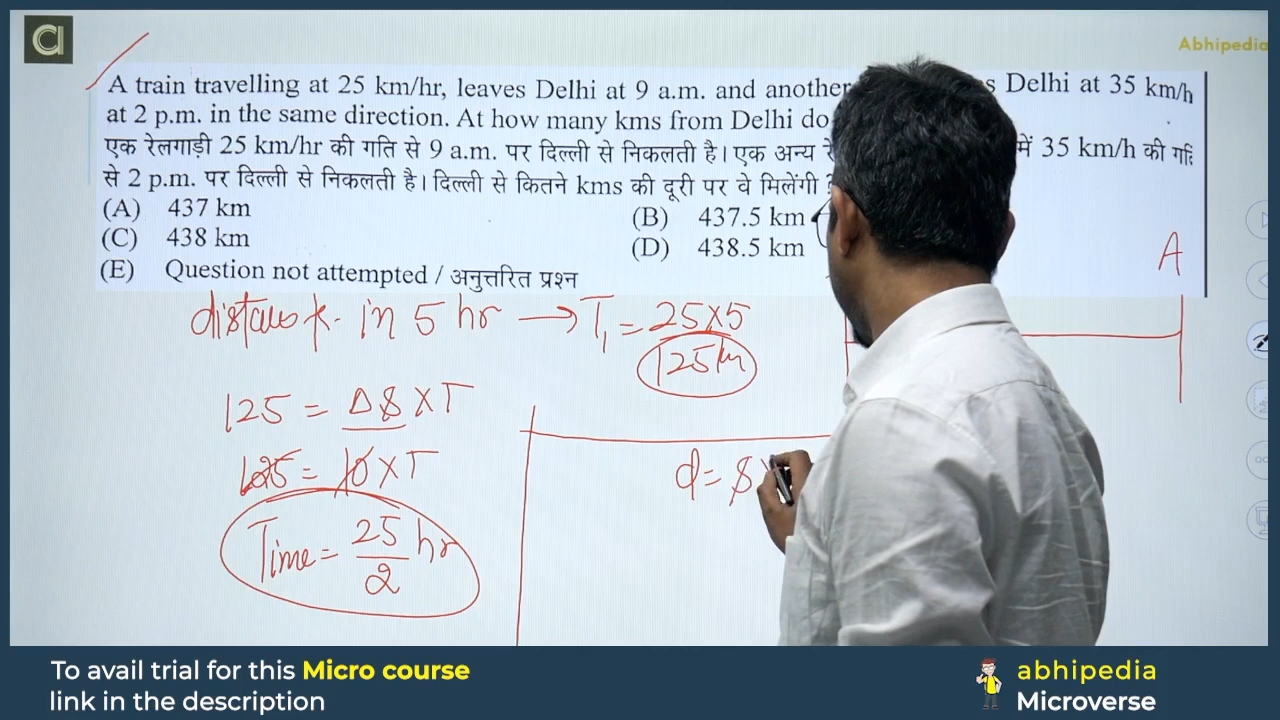 Abhipedia
A train travelling at 25 km/hr, leaves Delhi at 9 a.m. and another Delhi at 35 km/h
at 2 p.m. in the same direction. At how many kms from Delhi do
एक रेलगाड़ी 25 km/hr की गति से 9 a.m. पर दिल्ली से निकलती है। एक अन्य में 35 km/h की गति
से 2 p.m. पर दिल्ली से निकलती है। दिल्ली से कितने kms की दूरी पर वे मिलेंगी
(A) 437 km
(B) 437.5 km
(C) 438 km
(D) 438.5 km
(E) Question not attempted / अनुत्तरित प्रश्न
A
in 5 hr → T₁ = 25×5
125 km
125 = ΔS×T
125 = 10×T
Time = 25/2 hr
d= S
To avail trial for this Micro course
link in the description
abhipedia
Microverse